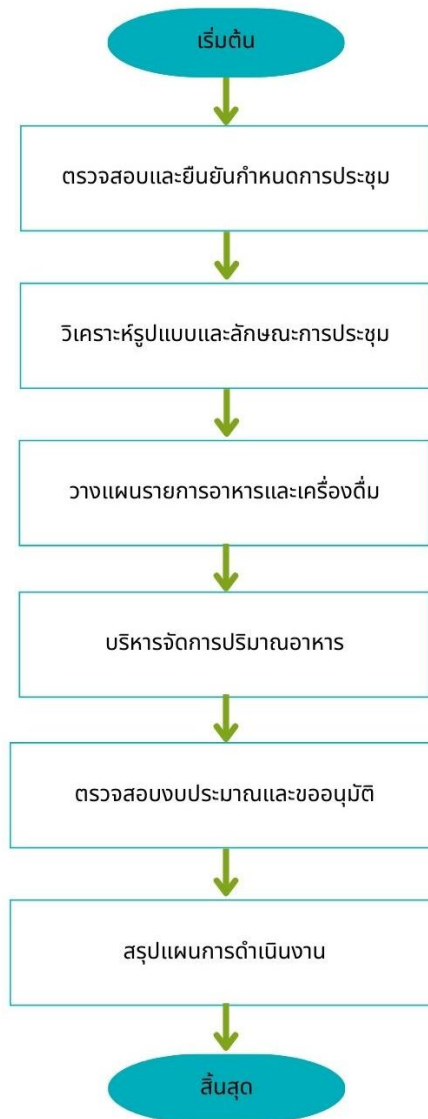 เริ่มต้น
ตรวจสอบและยืนยันกำหนดการประชุม
วิเคราะห์รูปแบบและลักษณะการประชุม
วางแผนรายการอาหารและเครื่องดื่ม
บริหารจัดการปริมาณอาหาร
ตรวจสอบงบประมาณและขออนุมัติ
สรุปแผนการดำเนินงาน
สิ้นสุด